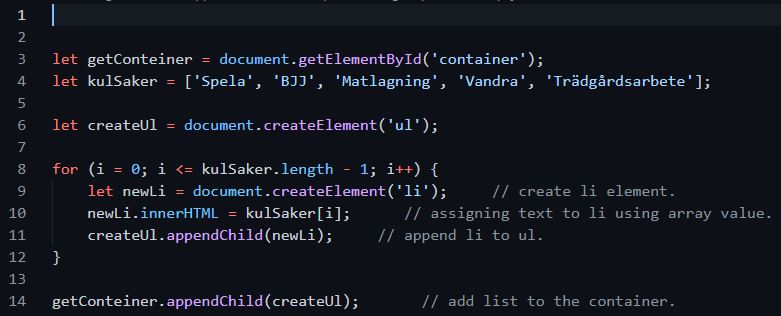 1
2
3 let getConteiner = document.getElementById('container');
4 let kulSaker = ['Spela', 'BJJ', 'Matlagning', 'Vandra', 'Trädgårdsarbete'];
5
6 let createUl = document.createElement('ul');
7
8 for (i = 0; i <= kulSaker.length - 1; i++) {
9 let newLi = document.createElement('li'); // create li element.
10 newLi.innerHTML = kulSaker[i]; // assigning text to li using array value.
11 createUl.appendChild(newLi); // append li to ul.
12 }
13
14 getConteiner.appendChild(createUl); // add list to the container.